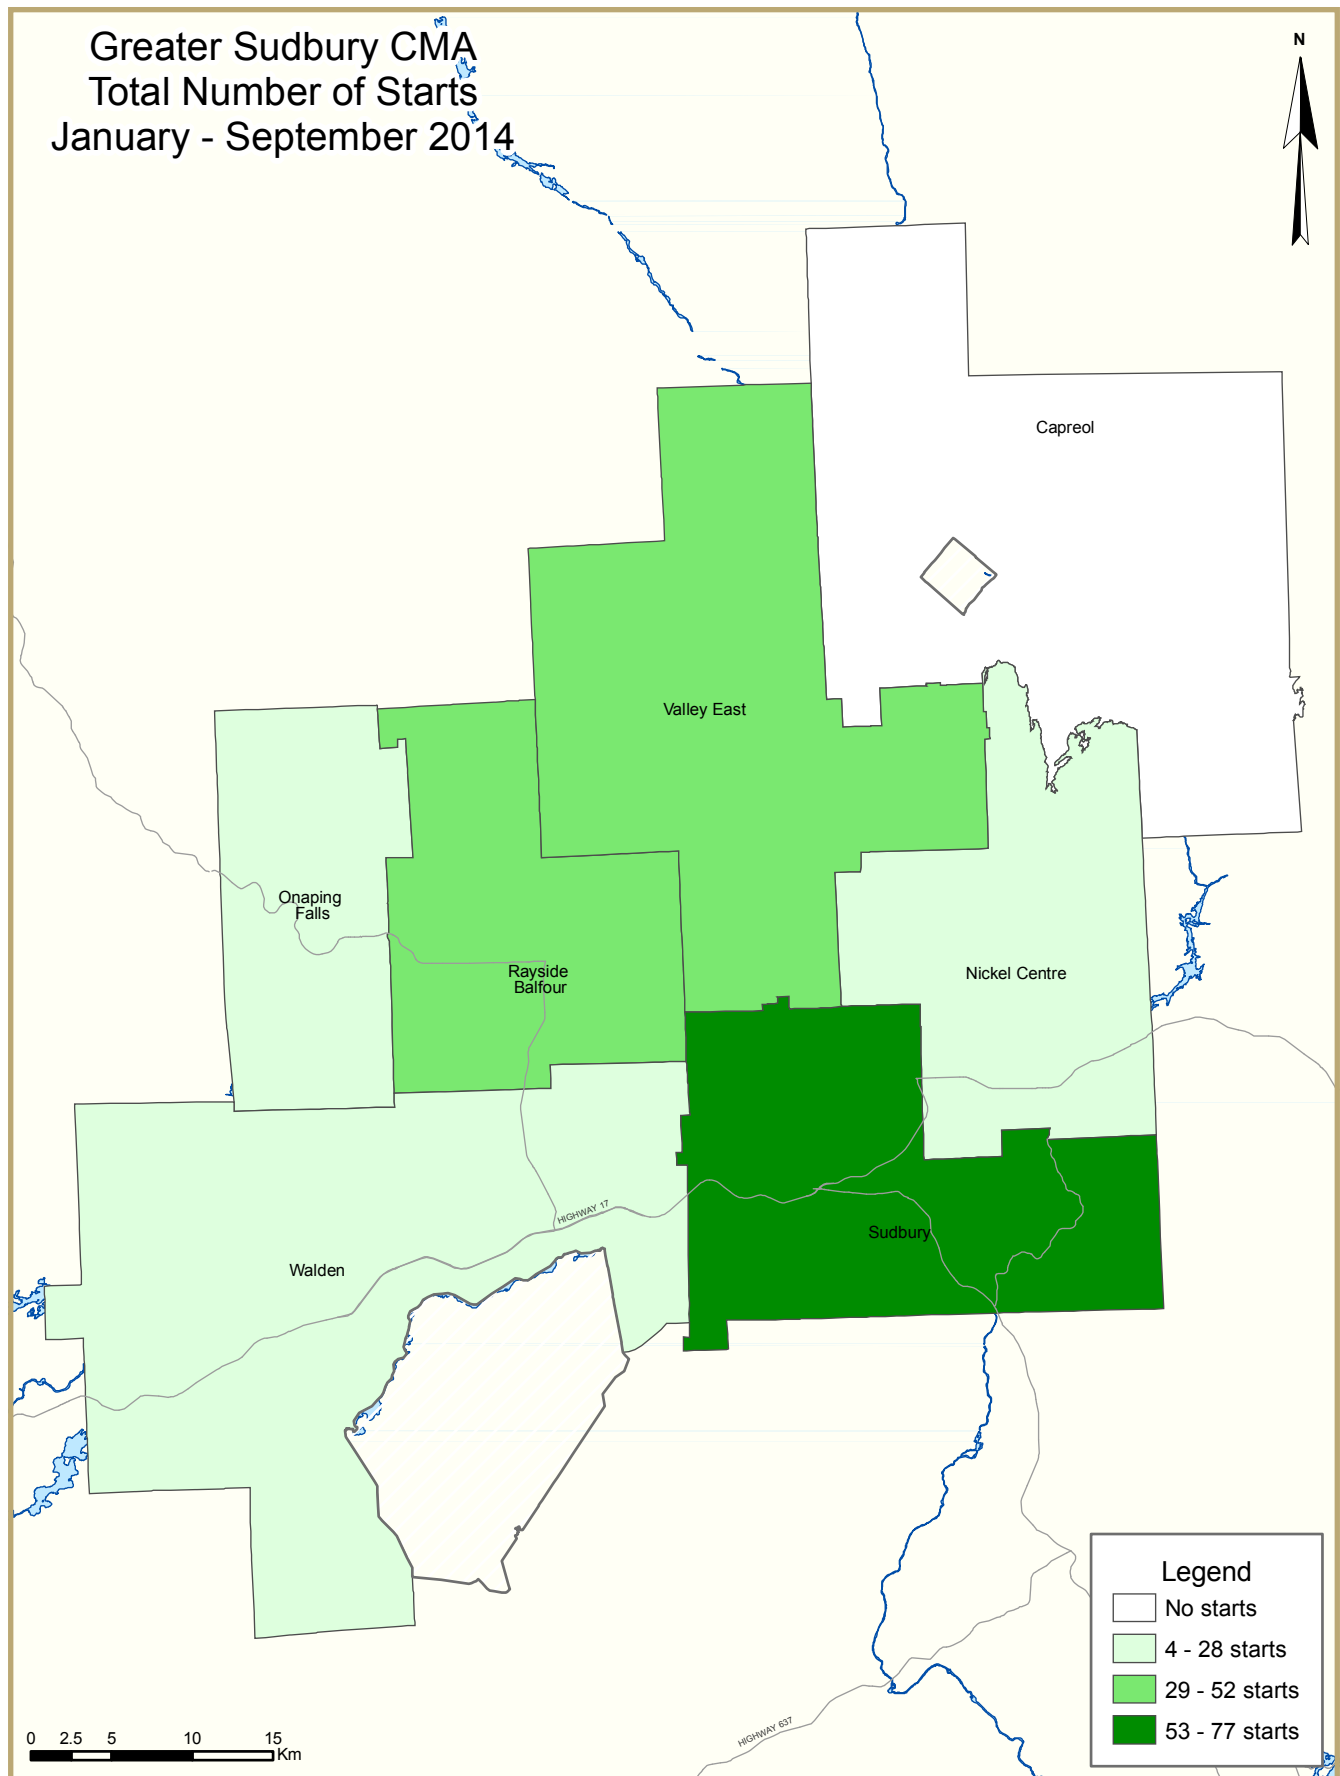 Greater Sudbury CMA
Total Number of Starts
January - September 2014
N
Capreol
Valley East
Onaping
Falls
Rayside
Balfour
Nickel Centre
HIGHWAY 17
Sudbury
Walden
HIGHWAY 637
Legend
No starts
4 - 28 starts
29 - 52 starts
53 - 77 starts
0 2.5 5 10 15
Km